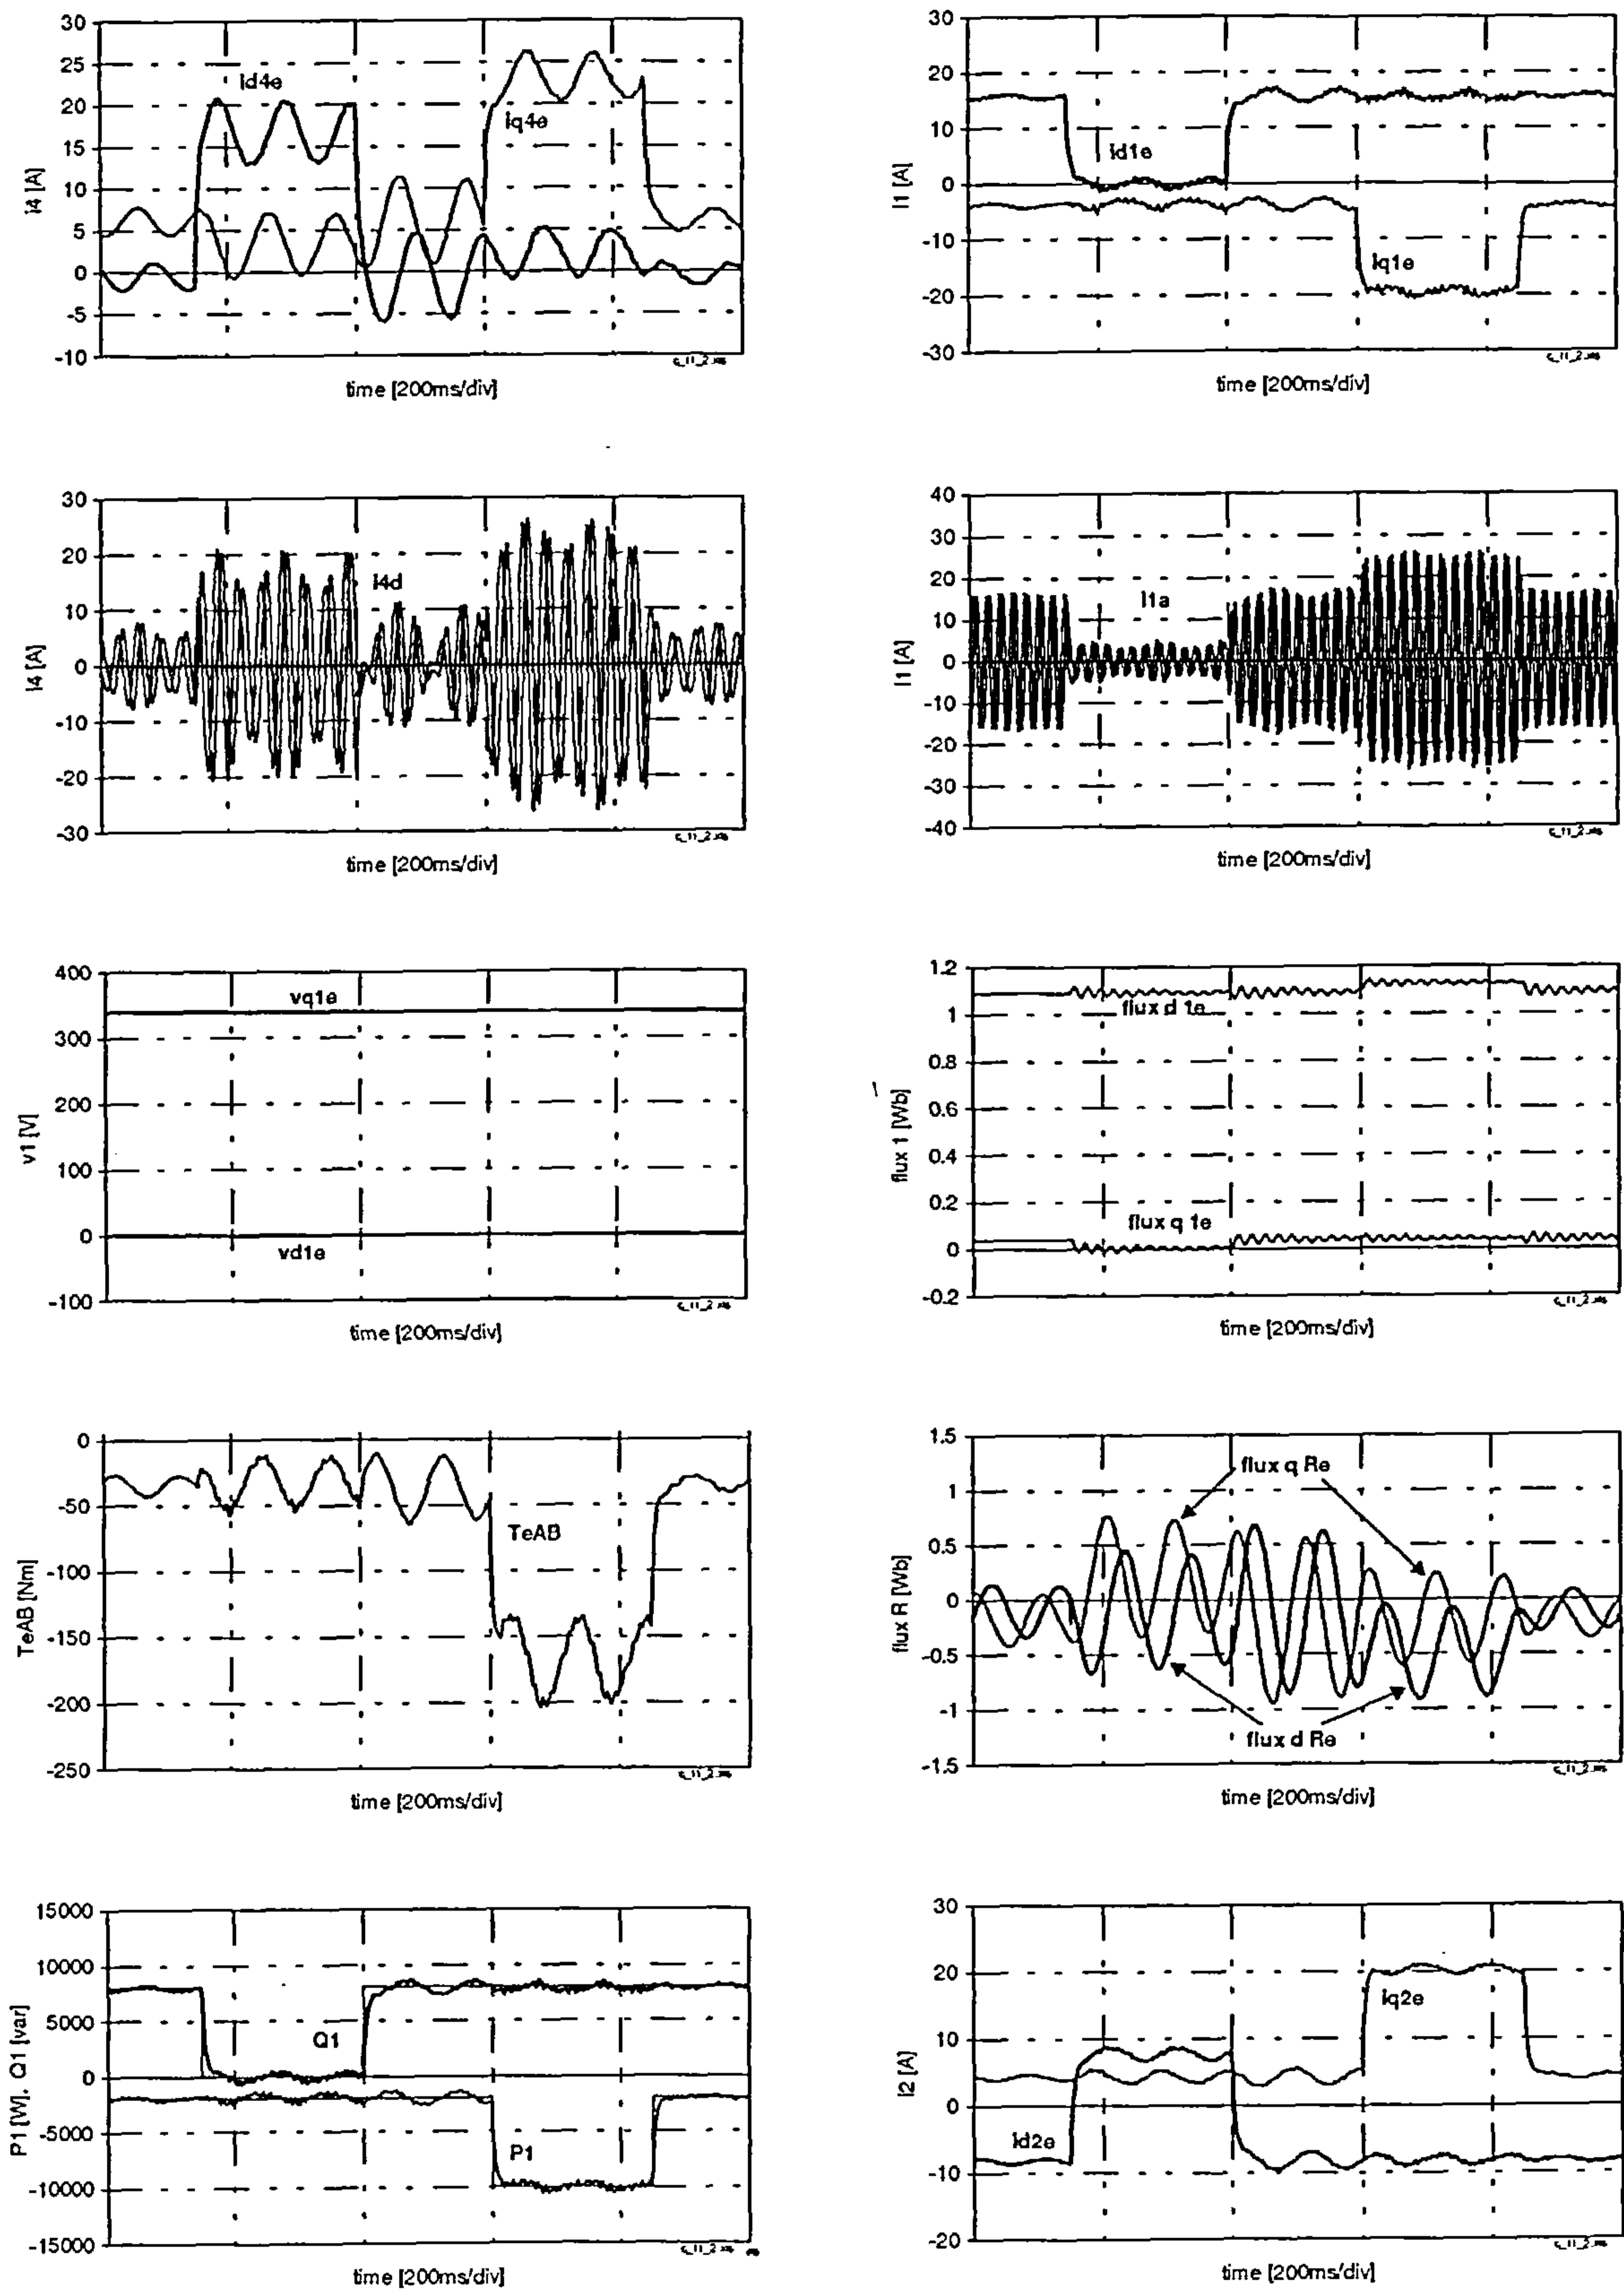 30
25
20
15
10
5
0
-5
-10
i4 [A]
id4e
iq4e
time [200ms/div]
30
20
10
0
-10
-20
-30
i1 [A]
id1e
iq1e
time [200ms/div]
30
20
10
0
-10
-20
-30
i4 [A]
i4d
time [200ms/div]
40
30
20
10
0
-10
-20
-30
-40
i1 [A]
i1a
time [200ms/div]
400
300
200
100
0
-100
v1 [V]
vq1e
vd1e
time [200ms/div]
1.2
1
0.8
0.6
0.4
0.2
0
-0.2
flux 1 [Wb]
flux d 1e
flux q 1e
time [200ms/div]
0
-50
-100
-150
-200
-250
TeAB [Nm]
TeAB
time [200ms/div]
1.5
1
0.5
0
-0.5
-1
-1.5
flux R [Wb]
flux q Re
flux d Re
time [200ms/div]
15000
10000
5000
0
-5000
-10000
-15000
P1 [W], Q1 [var]
Q1
P1
time [200ms/div]
30
20
10
0
-10
-20
i2 [A]
iq2e
id2e
time [200ms/div]